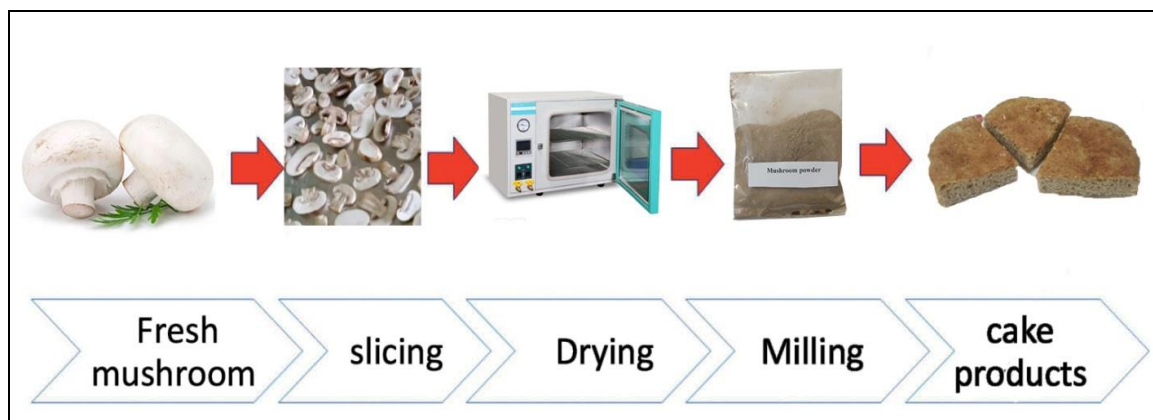 Mushroom powder
Fresh
mushroom
slicing
Drying
Milling
cake
products